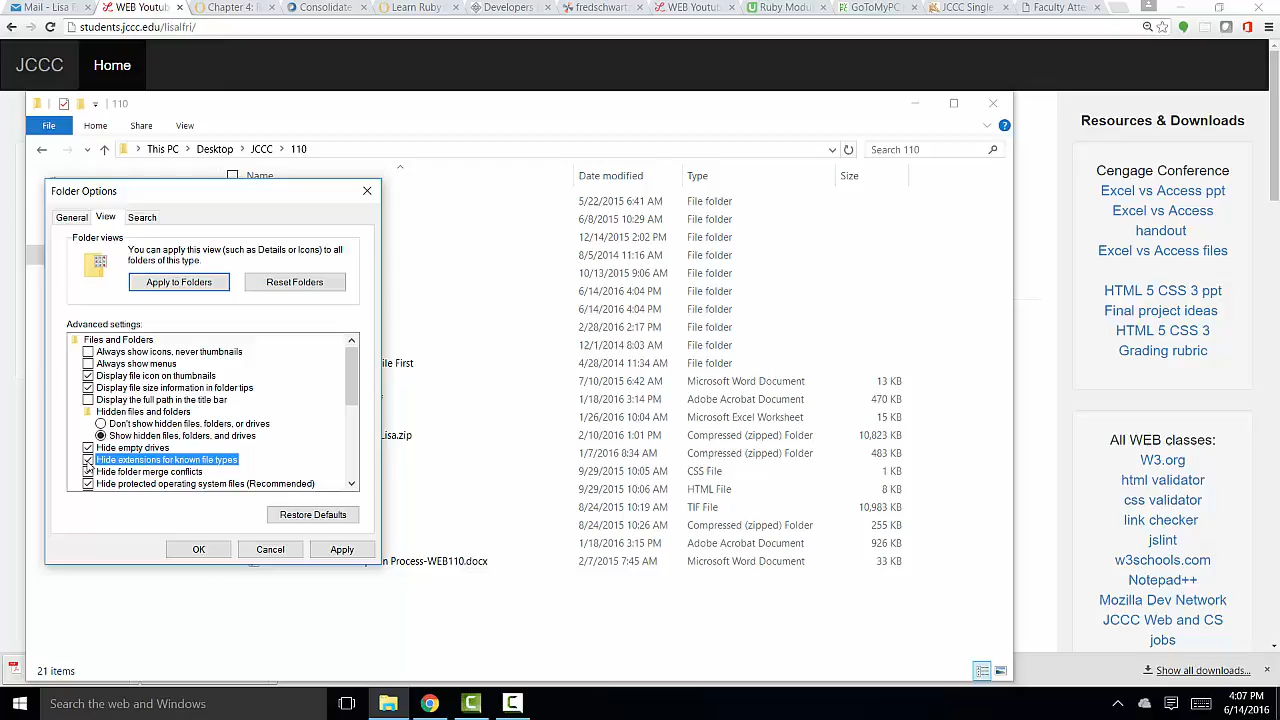 Mail - Lisa F
WEB Youtub
Chapter 4: F
Consolidate
Learn Ruby
Developers
fredschwart
WEB Youtub
Ruby Modu
GoToMyPC
JCCC Single
Faculty Atte
students.jccc.edu/lisalfri/
JCCC
Home
110
File
Home
Share
View
This PC > Desktop > JCCC > 110
Search 110
Name
Date modified
Type
Size
5/22/2015 6:41 AM File folder
6/8/2015 10:29 AM File folder
12/14/2015 2:02 PM File folder
8/5/2014 11:16 AM File folder
10/13/2015 9:06 AM File folder
6/14/2016 4:04 PM File folder
6/14/2016 4:04 PM File folder
2/28/2016 2:17 PM File folder
12/1/2014 8:03 AM File folder
ile First 4/28/2014 11:34 AM File folder
7/10/2015 6:42 AM Microsoft Word Document 13 KB
1/18/2016 3:14 PM Adobe Acrobat Document 470 KB
1/26/2016 10:04 AM Microsoft Excel Worksheet 15 KB
Lisa.zip 2/10/2016 1:01 PM Compressed (zipped) Folder 10,823 KB
1/7/2016 8:34 AM Compressed (zipped) Folder 483 KB
9/29/2015 10:05 AM CSS File 1 KB
9/29/2015 10:06 AM HTML File 8 KB
8/24/2015 10:19 AM TIF File 10,983 KB
8/24/2015 10:26 AM Compressed (zipped) Folder 255 KB
1/18/2016 3:15 PM Adobe Acrobat Document 926 KB
n Process-WEB110.docx 2/7/2015 7:45 AM Microsoft Word Document 33 KB
21 items
Folder Options
General
View
Search
Folder views
You can apply this view (such as Details or Icons) to all
folders of this type.
Apply to Folders
Reset Folders
Advanced settings:
Files and Folders
Always show icons, never thumbnails
Always show menus
Display file icon on thumbnails
Display file size information in folder tips
Display the full path in the title bar
Hidden files and folders
Don't show hidden files, folders, or drives
Show hidden files, folders, and drives
Hide empty drives
Hide extensions for known file types
Hide folder merge conflicts
Hide protected operating system files (Recommended)
Restore Defaults
OK
Cancel
Apply
Resources & Downloads
Cengage Conference
Excel vs Access ppt
Excel vs Access
handout
Excel vs Access files
HTML 5 CSS 3 ppt
Final project ideas
HTML 5 CSS 3
Grading rubric
All WEB classes:
W3.org
html validator
css validator
link checker
jslint
w3schools.com
Notepad++
Mozilla Dev Network
JCCC Web and CS
jobs
Show all downloads...
Search the web and Windows
4:07 PM
6/14/2016